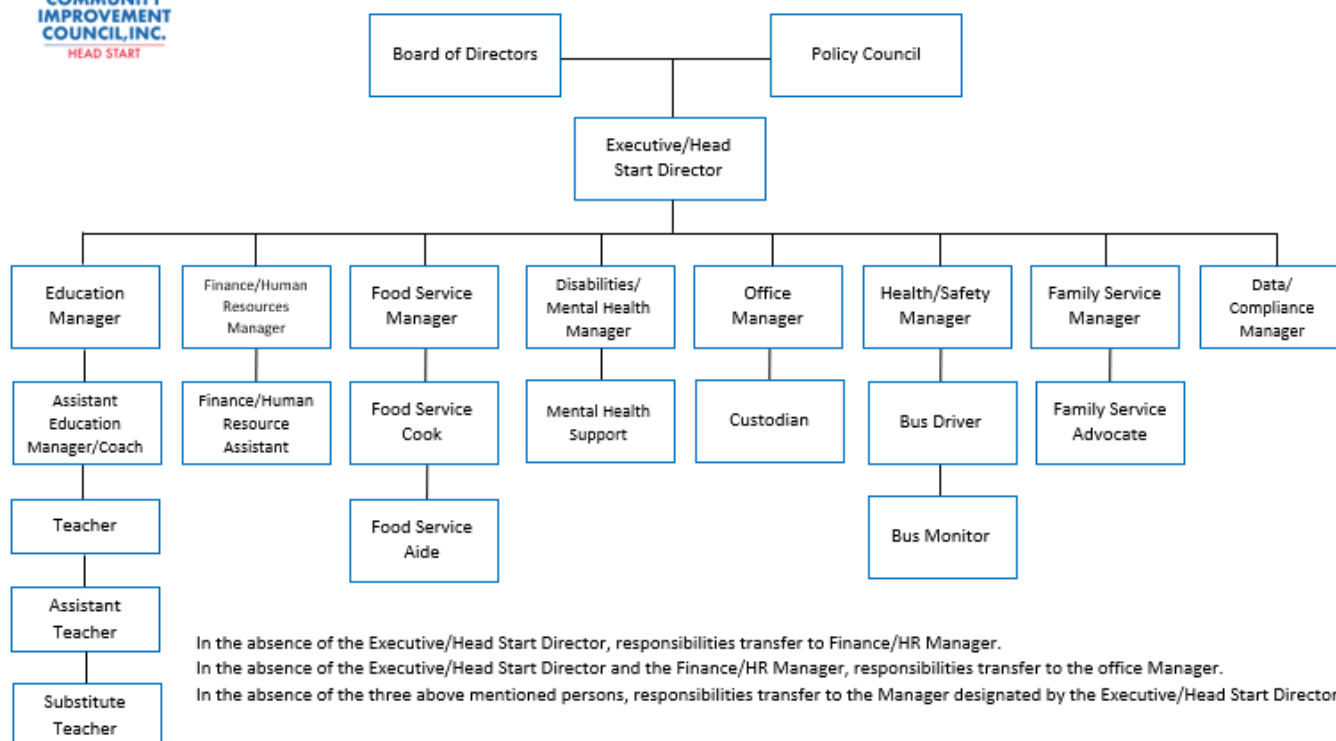 COMMUNITY
IMPROVEMENT
COUNCIL,INC.
HEAD START
Board of Directors
Policy Council
Executive/Head
Start Director
Education
Manager
Finance/Human
Resources
Manager
Food Service
Manager
Disabilities/
Mental Health
Manager
Office
Manager
Health/Safety
Manager
Family Service
Manager
Data/
Compliance
Manager
Assistant
Education
Manager/Coach
Finance/Human
Resource
Assistant
Food Service
Cook
Mental Health
Support
Custodian
Bus Driver
Family Service
Advocate
Teacher
Food Service
Aide
Bus Monitor
Assistant
Teacher
Substitute
Teacher
In the absence of the Executive/Head Start Director, responsibilities transfer to Finance/HR Manager.
In the absence of the Executive/Head Start Director and the Finance/HR Manager, responsibilities transfer to the office Manager.
In the absence of the three above mentioned persons, responsibilities transfer to the Manager designated by the Executive/Head Start Director